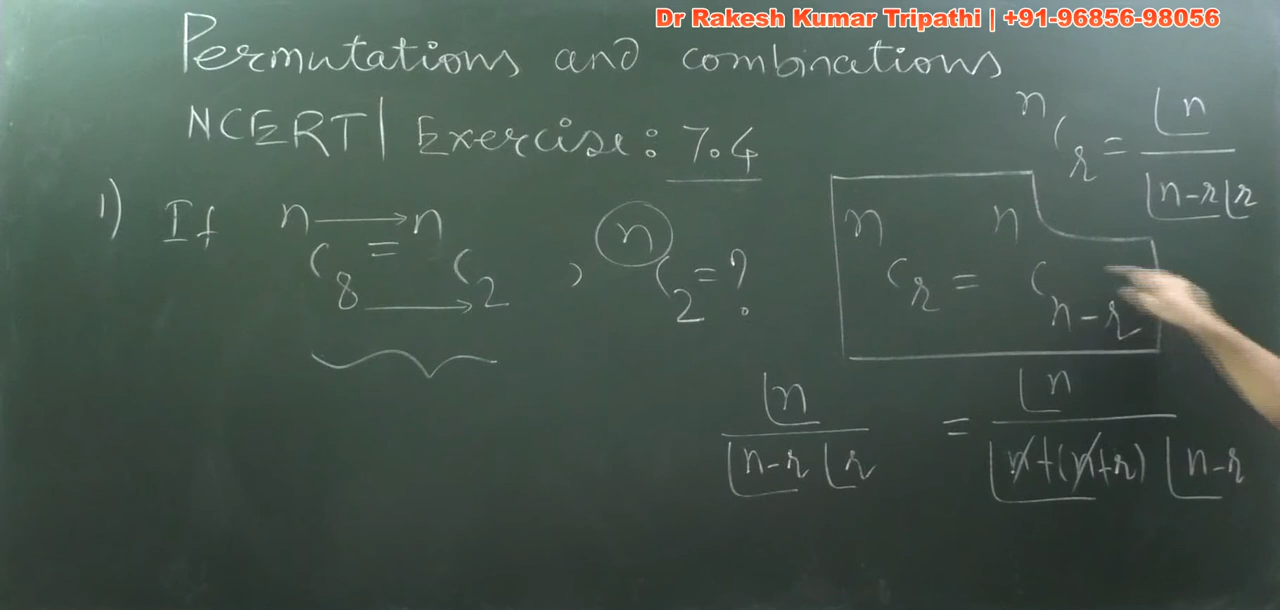 Dr Rakesh Kumar Tripathi | +91-96856-98056
Permutations and combinations
NCERT | Exercise: 7.4
ⁿCᵣ = |n / |n-r |r
1) If ⁿC₈ = ⁿC₂ , ⁿC₂ = ?
ⁿCᵣ = ⁿCₙ₋ᵣ
|n / |n-r |r = |n / |n+(n+r) |n-r